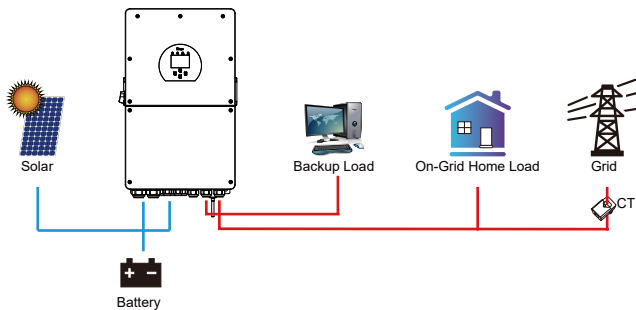 Solar
Backup Load
On-Grid Home Load
Grid
CT
Battery